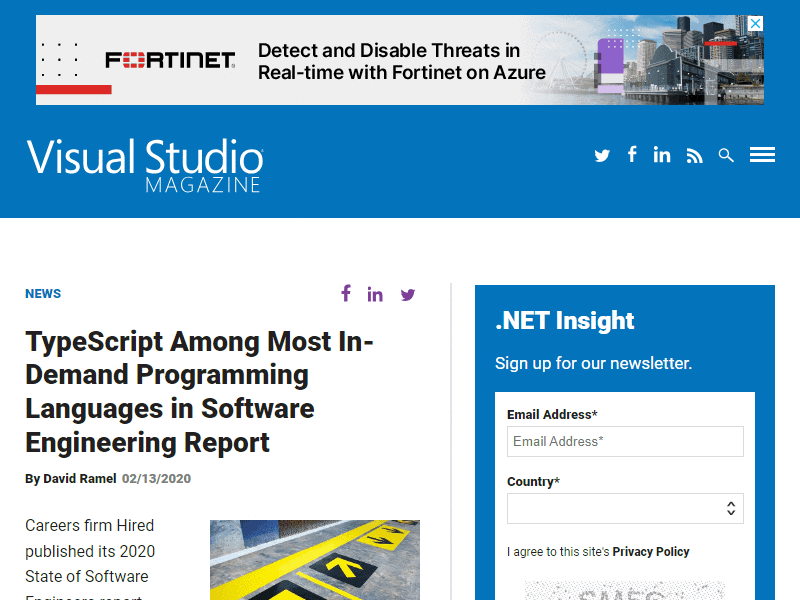 FORTINET
Detect and Disable Threats in
Real-time with Fortinet on Azure
Visual Studio
MAGAZINE
NEWS
TypeScript Among Most In-
Demand Programming
Languages in Software
Engineering Report
By David Ramel 02/13/2020
Careers firm Hired
published its 2020
State of Software
Engineers report
.NET Insight
Sign up for our newsletter.
Email Address*
Email Address*
Country*
I agree to this site's Privacy Policy